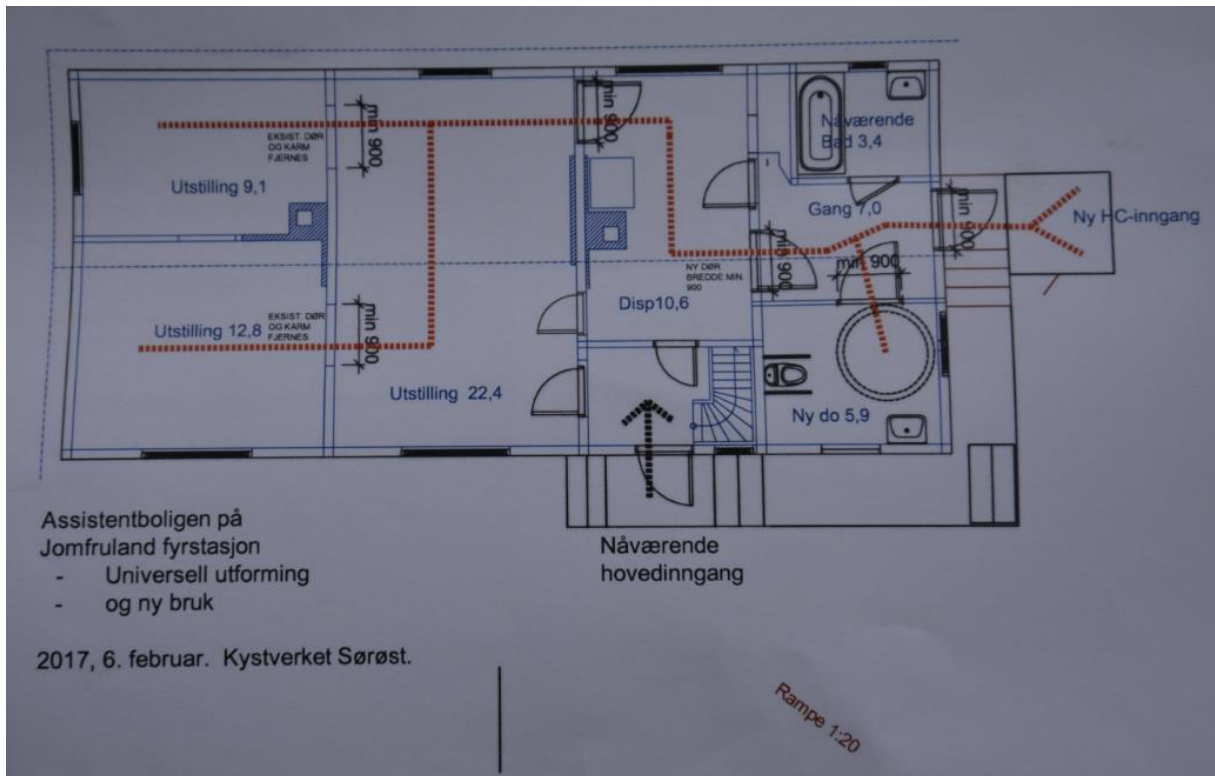 min 900
min 900
Nåværende
Bad 3,4
EKSIST. DØR
OG KARM
FJERNES
Utstilling 9,1
Gang 7,0
min 900
Ny HC-inngang
min 900
min 900
NY DØR
BREDDE MIN.
900
Disp10,6
EKSIST. DØR
OG KARM
FJERNES
Utstilling 12,8
min 900
Utstilling 22,4
Ny do 5,9
Assistentboligen på
Jomfruland fyrstasjon
- Universell utforming
- og ny bruk
Nåværende
hovedinngang
2017, 6. februar. Kystverket Sørøst.
Rampe 1:20